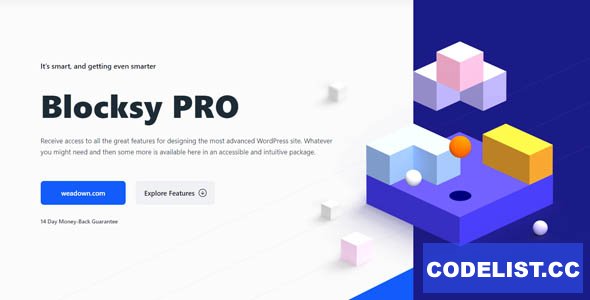 It's smart, and getting even smarter
Blocksy PRO
Receive access to all the great features for designing the most advanced WordPress site. Whatever
you might need and then some more is available here in an accessible and intuitive package.
weadown.com
Explore Features
14 Day Money-Back Guarantee
CODELIST.CC